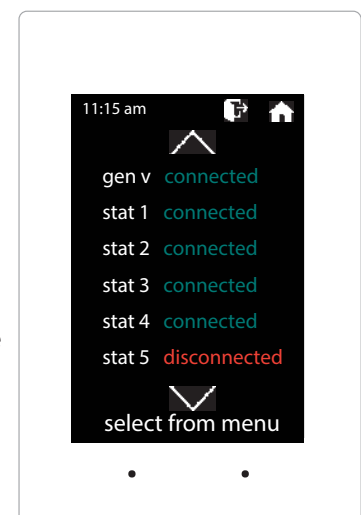 11:15 am
gen v connected
stat 1 connected
stat 2 connected
stat 3 connected
stat 4 connected
stat 5 disconnected
select from menu